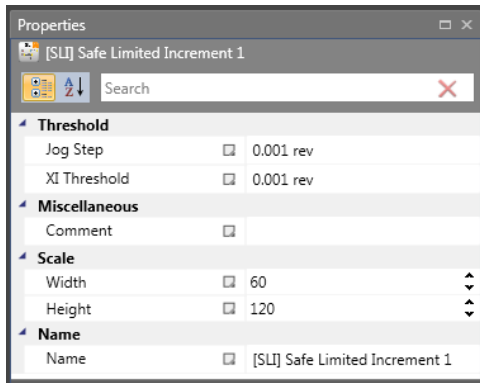 Properties
[SLI] Safe Limited Increment 1
A Z Search
Threshold
Jog Step 0.001 rev
XI Threshold 0.001 rev
Miscellaneous
Comment
Scale
Width 60
Height 120
Name
Name [SLI] Safe Limited Increment 1